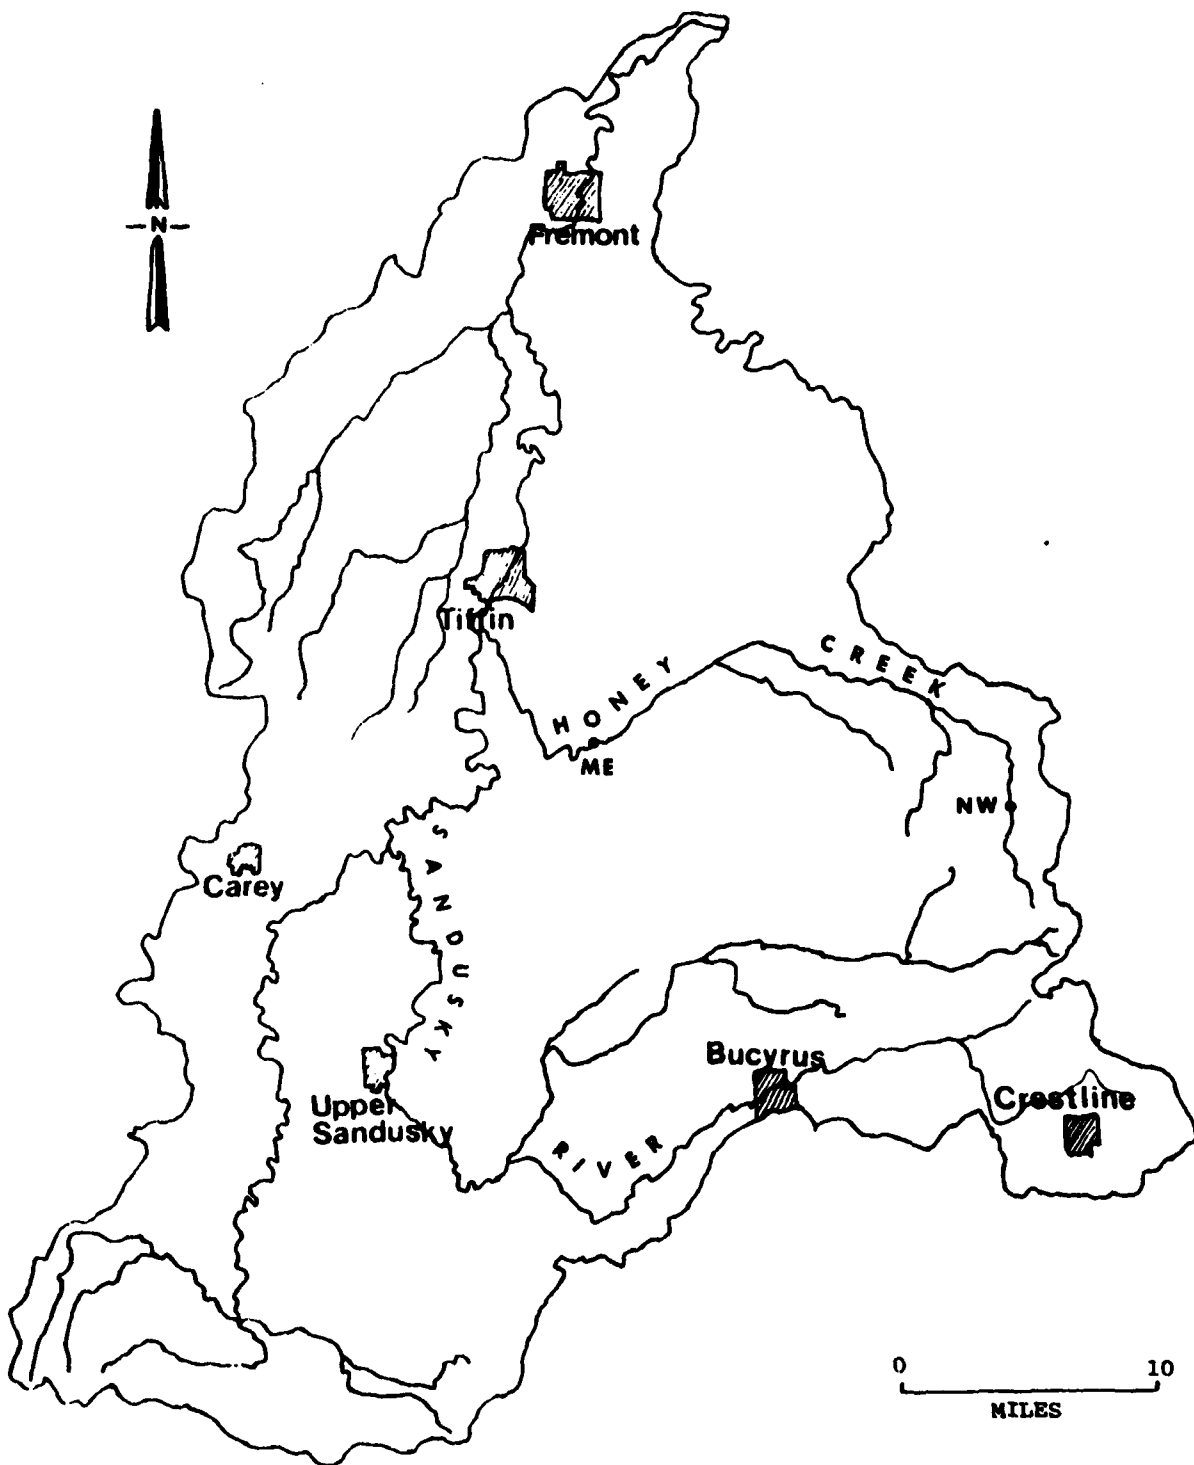 N
Fremont
Tiffin
HONEY CREEK
ME
NW
SANDUSKY
Carey
Bucyrus
Crestline
Upper
Sandusky
RIVER
0 10
MILES